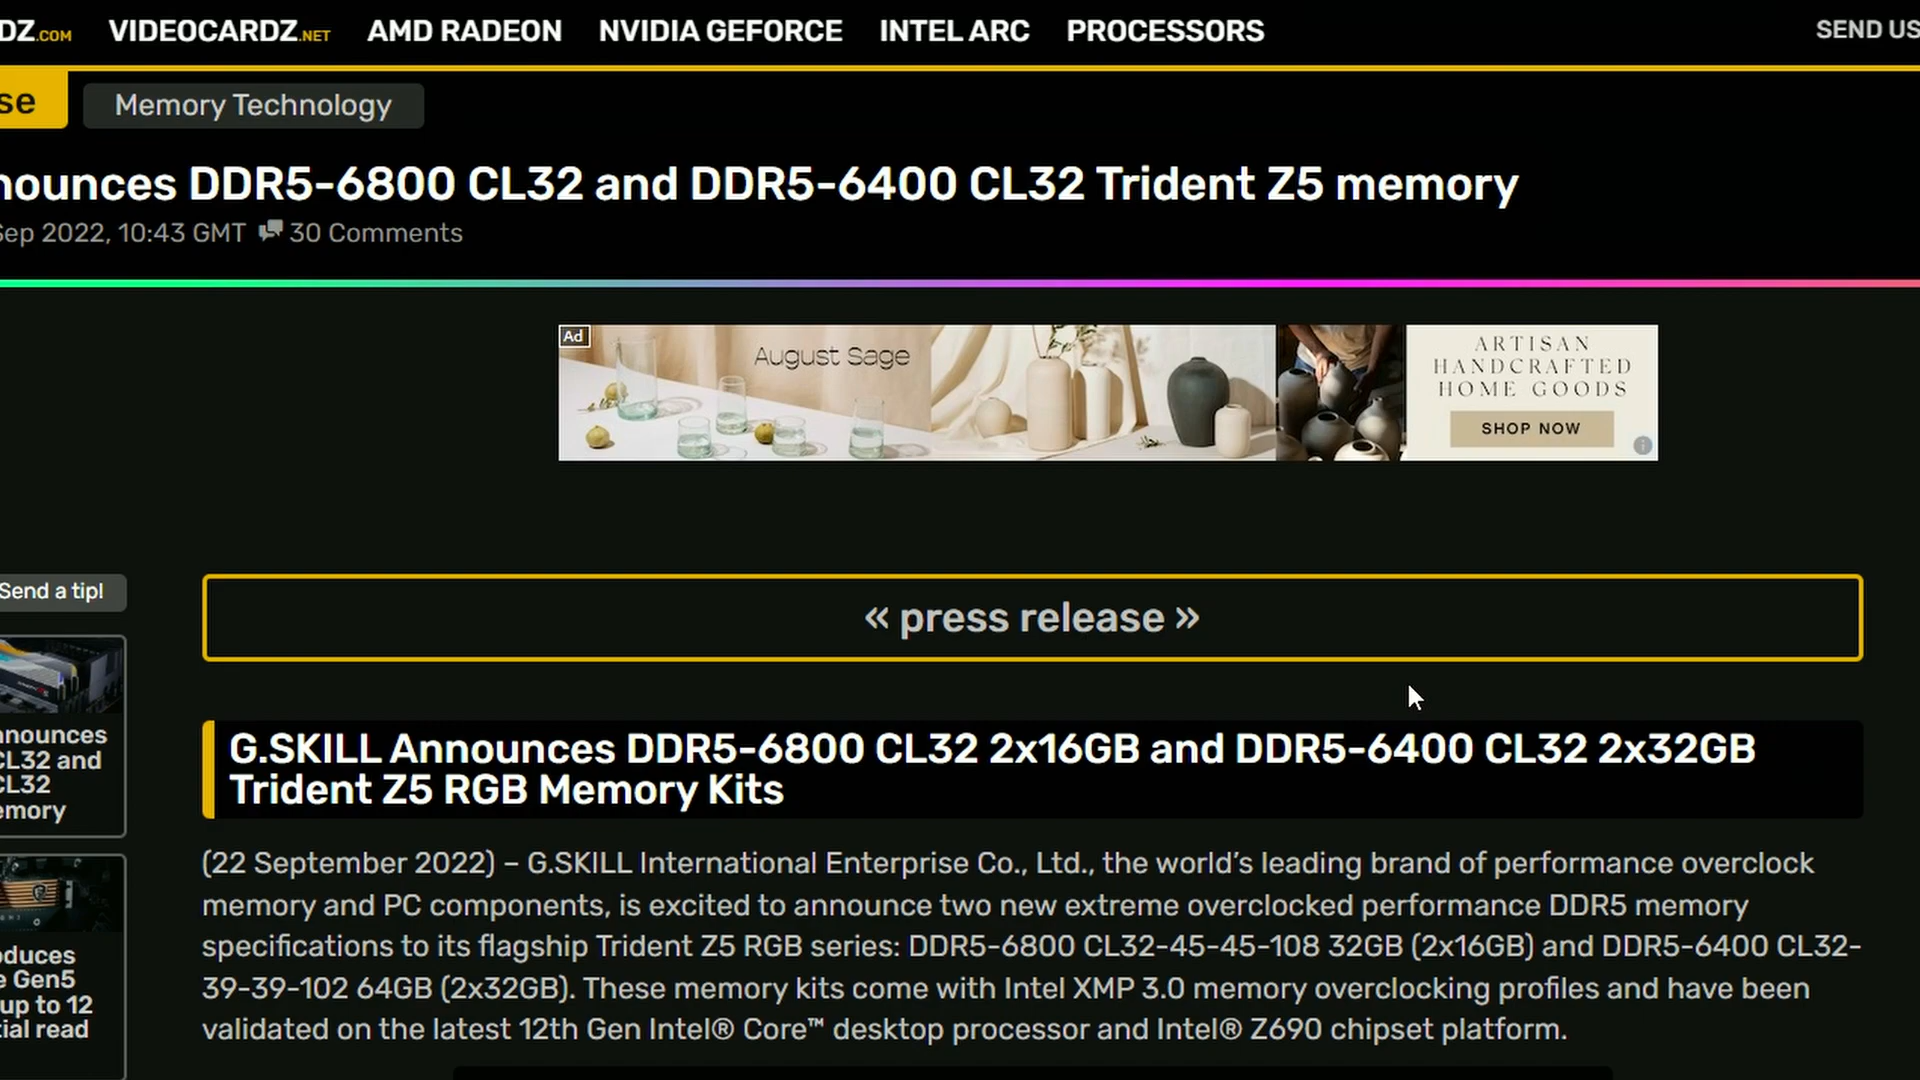 DZ.COM VIDEOCARDZ.NET AMD RADEON NVIDIA GEFORCE INTEL ARC PROCESSORS SEND US
se Memory Technology
nounces DDR5-6800 CL32 and DDR5-6400 CL32 Trident Z5 memory
Sep 2022, 10:43 GMT 30 Comments
Ad
August Sage
ARTISAN
HANDCRAFTED
HOME GOODS
SHOP NOW
Send a tip!
nnounces
CL32 and
CL32
emory
oduces
e Gen5
up to 12
tial read
« press release »
G.SKILL Announces DDR5-6800 CL32 2x16GB and DDR5-6400 CL32 2x32GB
Trident Z5 RGB Memory Kits
(22 September 2022) – G.SKILL International Enterprise Co., Ltd., the world’s leading brand of performance overclock
memory and PC components, is excited to announce two new extreme overclocked performance DDR5 memory
specifications to its flagship Trident Z5 RGB series: DDR5-6800 CL32-45-45-108 32GB (2x16GB) and DDR5-6400 CL32-
39-39-102 64GB (2x32GB). These memory kits come with Intel XMP 3.0 memory overclocking profiles and have been
validated on the latest 12th Gen Intel® Core™ desktop processor and Intel® Z690 chipset platform.